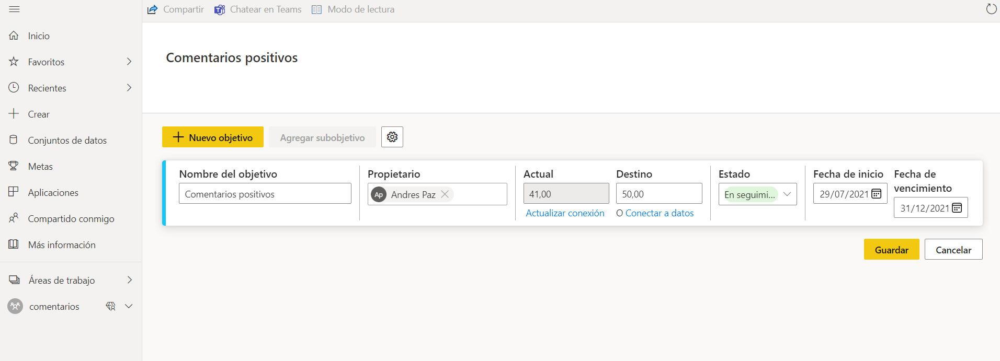 Compartir
Chatear en Teams
Modo de lectura
Inicio
Favoritos
Recientes
Crear
Conjuntos de datos
Metas
Aplicaciones
Compartido conmigo
Más información
Áreas de trabajo
comentarios
Comentarios positivos
Nuevo objetivo
Agregar subobjetivo
Nombre del objetivo
Comentarios positivos
Propietario
Ap Andres Paz
Actual
41,00
Actualizar conexión
Destino
50,00
O Conectar a datos
Estado
En seguimi...
Fecha de inicio
29/07/2021
Fecha de
vencimiento
31/12/2021
Guardar
Cancelar